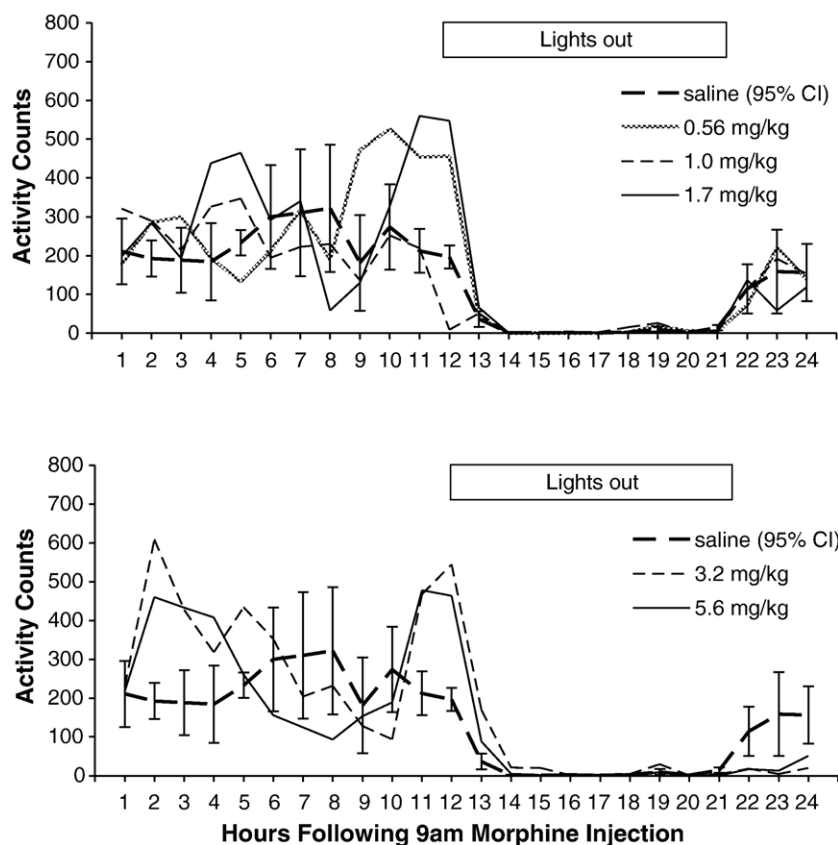 800
700
600
500
400
300
200
100
0
Activity Counts
Lights out
saline (95% CI)
0.56 mg/kg
1.0 mg/kg
1.7 mg/kg
1 2 3 4 5 6 7 8 9 10 11 12 13 14 15 16 17 18 19 20 21 22 23 24
800
700
600
500
400
300
200
100
0
Activity Counts
Lights out
saline (95% CI)
3.2 mg/kg
5.6 mg/kg
1 2 3 4 5 6 7 8 9 10 11 12 13 14 15 16 17 18 19 20 21 22 23 24
Hours Following 9am Morphine Injection